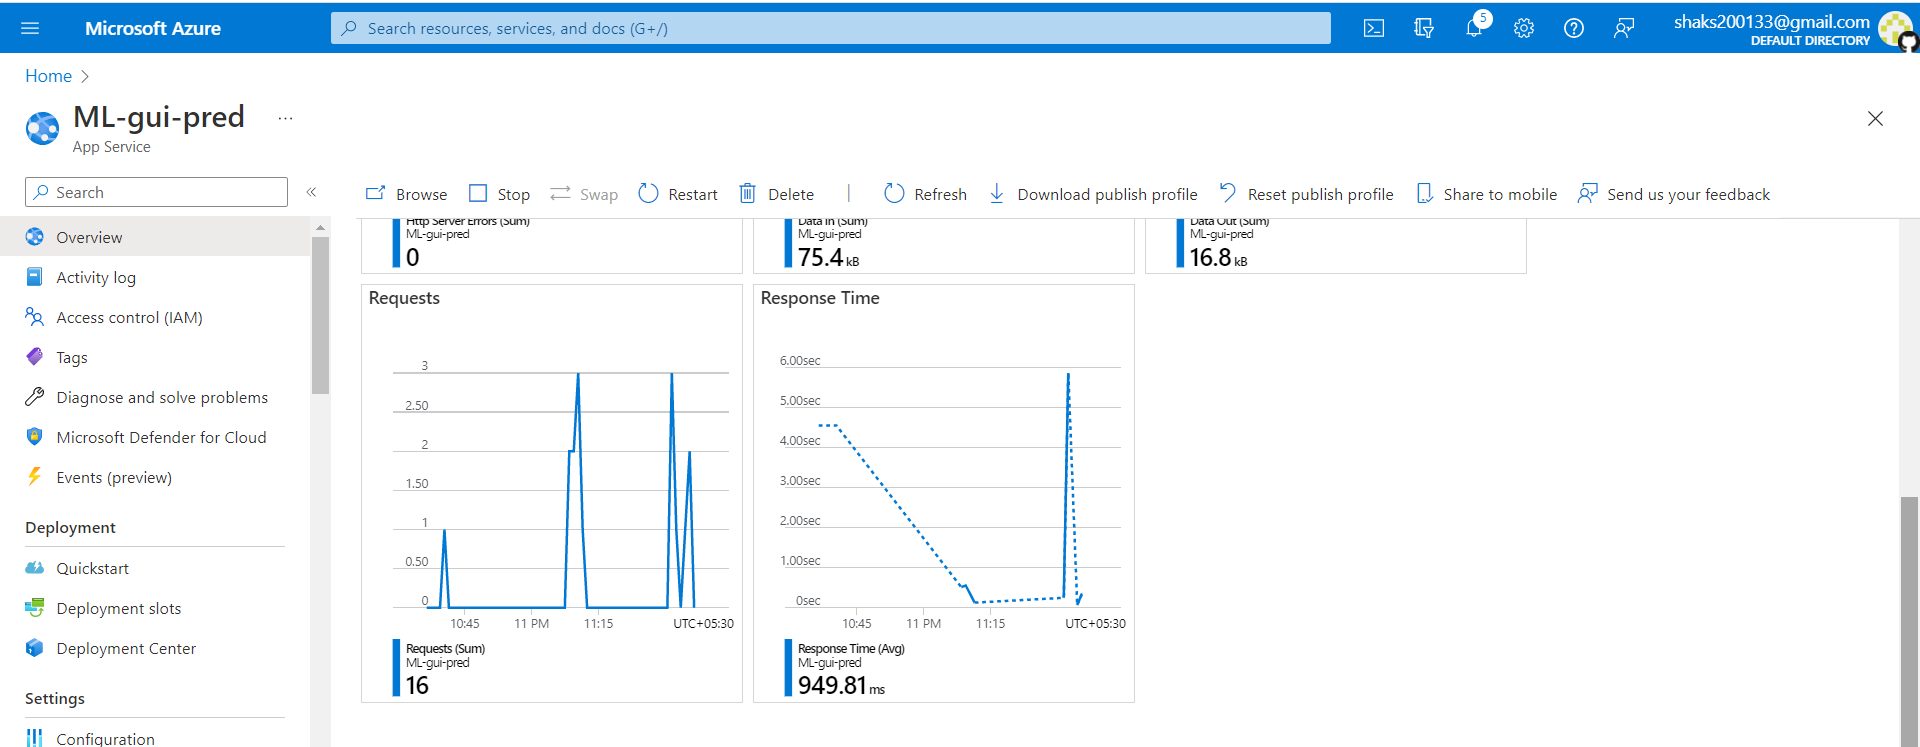 Microsoft Azure
Search resources, services, and docs (G+/)
5
shaks200133@gmail.com
DEFAULT DIRECTORY
Home
ML-gui-pred
...
App Service
Search
«
Browse
Stop
Swap
Restart
Delete
Refresh
Download publish profile
Reset publish profile
Share to mobile
Send us your feedback
Overview
Activity log
Access control (IAM)
Tags
Diagnose and solve problems
Microsoft Defender for Cloud
Events (preview)
Deployment
Quickstart
Deployment slots
Deployment Center
Settings
Configuration
Http Server Errors (Sum)
ML-gui-pred
0
Data In (Sum)
ML-gui-pred
75.4 kB
Data Out (Sum)
ML-gui-pred
16.8 kB
Requests
3
2.50
2
1.50
1
0.50
0
10:45
11 PM
11:15
UTC+05:30
Requests (Sum)
ML-gui-pred
16
Response Time
6.00sec
5.00sec
4.00sec
3.00sec
2.00sec
1.00sec
0sec
10:45
11 PM
11:15
UTC+05:30
Response Time (Avg)
ML-gui-pred
949.81 ms